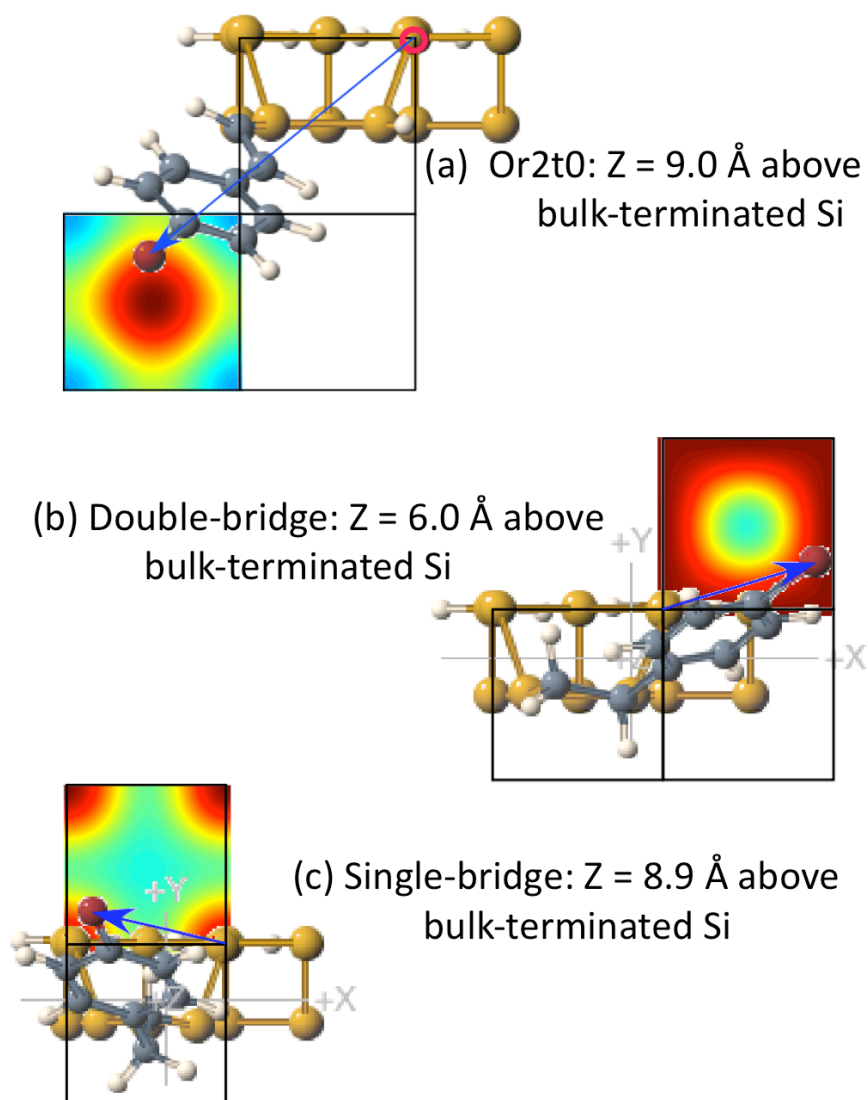 (a) Or2t0: Z = 9.0 Å above
bulk-terminated Si
(b) Double-bridge: Z = 6.0 Å above
bulk-terminated Si
+Y
+Z
+X
(c) Single-bridge: Z = 8.9 Å above
bulk-terminated Si
+Y
+Z
+X